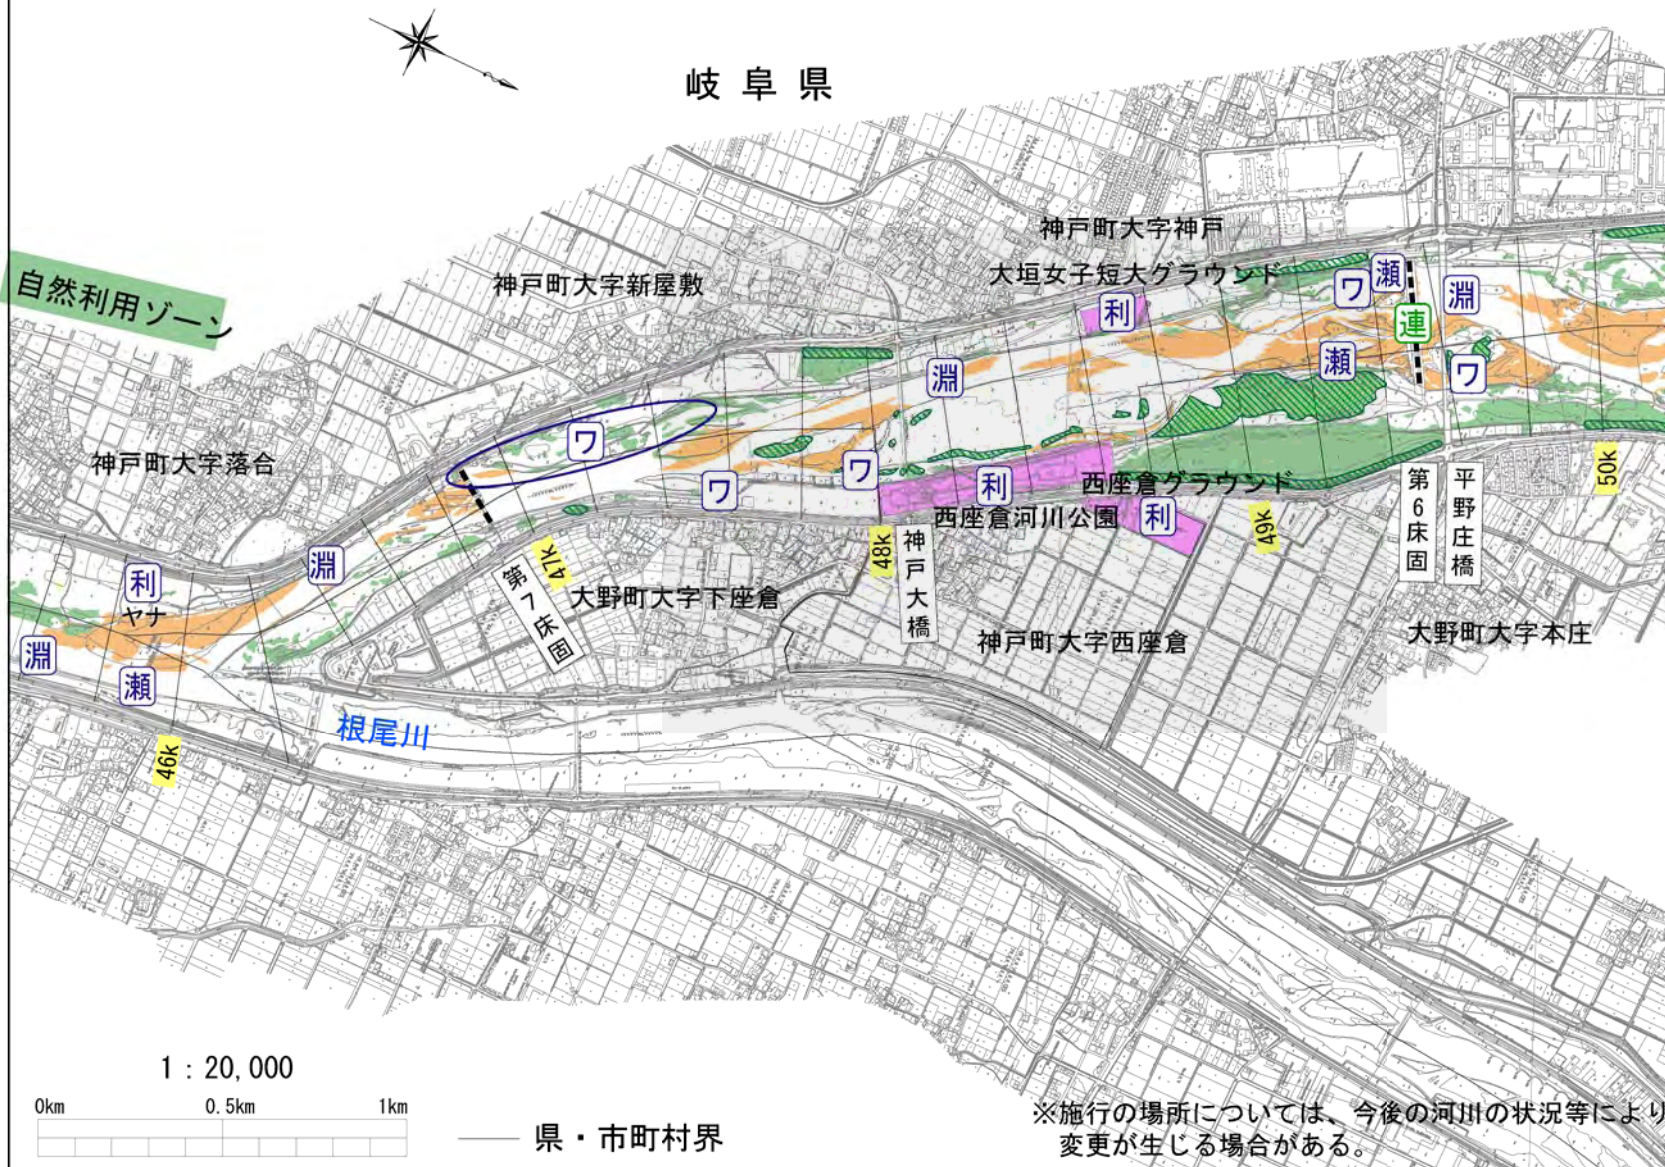 岐阜県
神戸町大字神戸
大垣女子短大グラウンド
神戸町大字新屋敷
自然利用ゾーン
利
ワ
瀬
淵
連
淵
瀬
ワ
ワ
神戸町大字落合
ワ
ワ
利
西座倉グラウンド
西座倉河川公園
利
第6床固
平野庄橋
50k
49k
48k
神戸大橋
47k
第7床固
淵
利
ヤナ
大野町大字下座倉
神戸町大字西座倉
大野町大字本庄
淵
瀬
根尾川
46k
1:20,000
0km 0.5km 1km
県・市町村界
※施行の場所については、今後の河川の状況等により
変更が生じる場合がある。